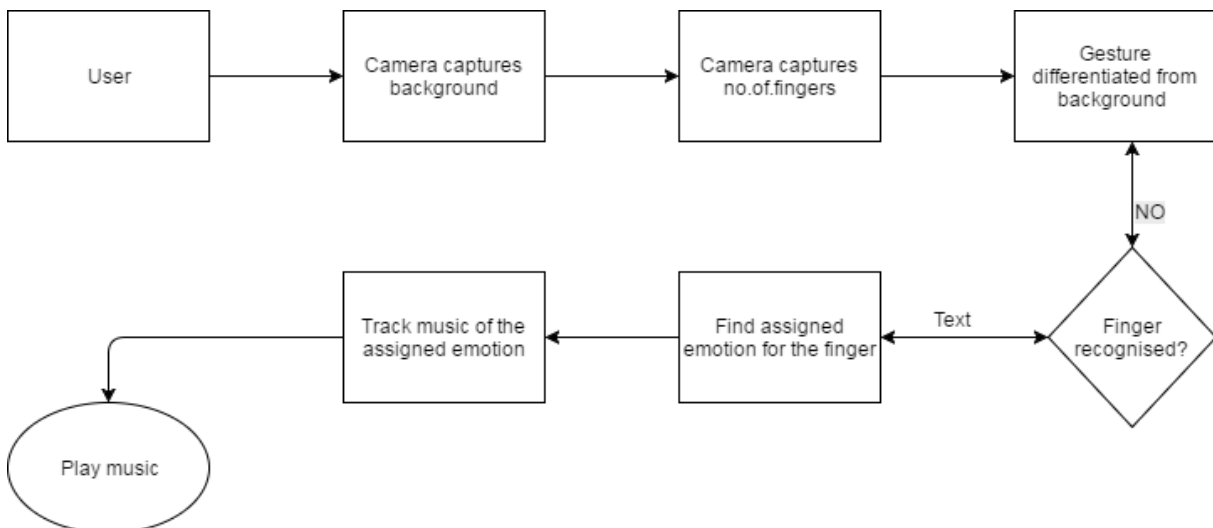 User
Camera captures
background
Camera captures
no.of.fingers
Gesture
differentiated from
background
NO
Finger
recognised?
Text
Find assigned
emotion for the finger
Track music of the
assigned emotion
Play music